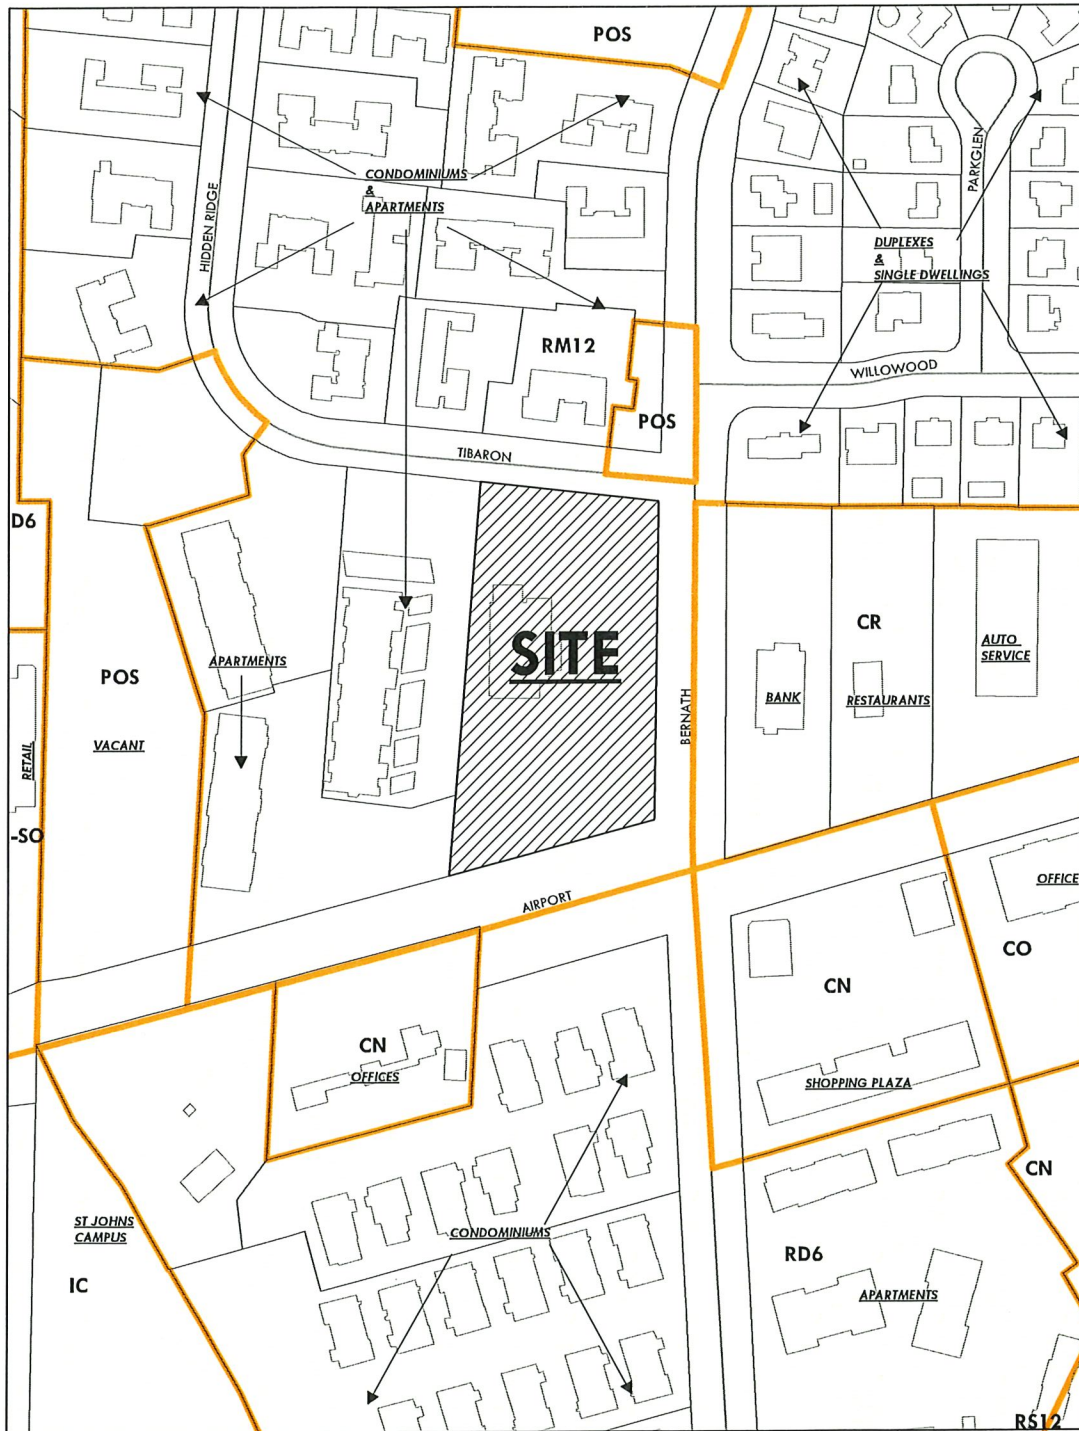 POS
PARKGLEN
HIDDEN RIDGE
CONDOMINIUMS
&
APARTMENTS
DUPLEXES
&
SINGLE DWELLINGS
RM12
WILLOWOOD
POS
TIBARON
D6
SITE
CR
AUTO
SERVICE
APARTMENTS
POS
BANK
RESTAURANTS
BERNATH
VACANT
RETAIL
-SO
AIRPORT
OFFICE
CO
CN
CN
OFFICES
SHOPPING PLAZA
CN
ST JOHNS
CAMPUS
CONDOMINIUMS
RD6
IC
APARTMENTS
RS12